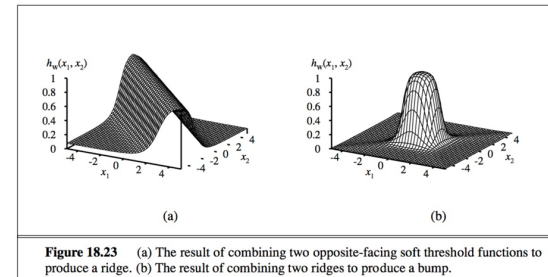 h_w(x_1, x_2)
1
0.8
0.6
0.4
0.2
0
-4 -2 0 2 4
x_1
-4 -2 0 2 4
x_2
(a)
h_w(x_1, x_2)
1
0.8
0.6
0.4
0.2
0
-4 -2 0 2 4
x_1
-4 -2 0 2 4
x_2
(b)
Figure 18.23 (a) The result of combining two opposite-facing soft threshold functions to
produce a ridge. (b) The result of combining two ridges to produce a bump.